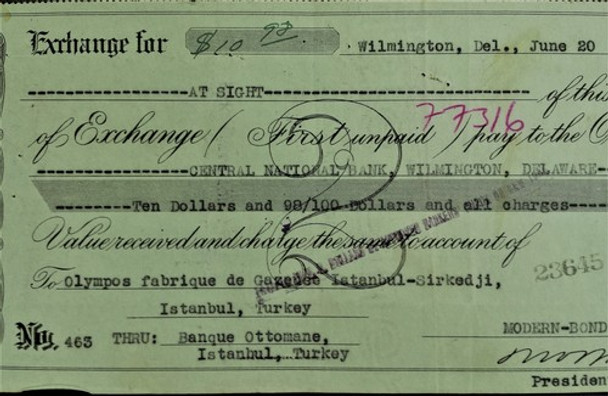 Exchange for $10 98 Wilmington, Del., June 20
------------------AT SIGHT------------------------------ of this
of Exchange ( First unpaid ) pay to the O
77316
------------------CENTRAL NATIONAL BANK, WILMINGTON, DELAWARE--
2
---------Ten Dollars and 98/100 Dollars and all charges-----
Value received and charge the same to account of
To Olympos fabrique de Istanbul-Sirkedji,
23645
Istanbul, Turkey
No. 463 THRU: Banque Ottomane,
Istanbul,..Turkey
MODERN-BOND
Presiden